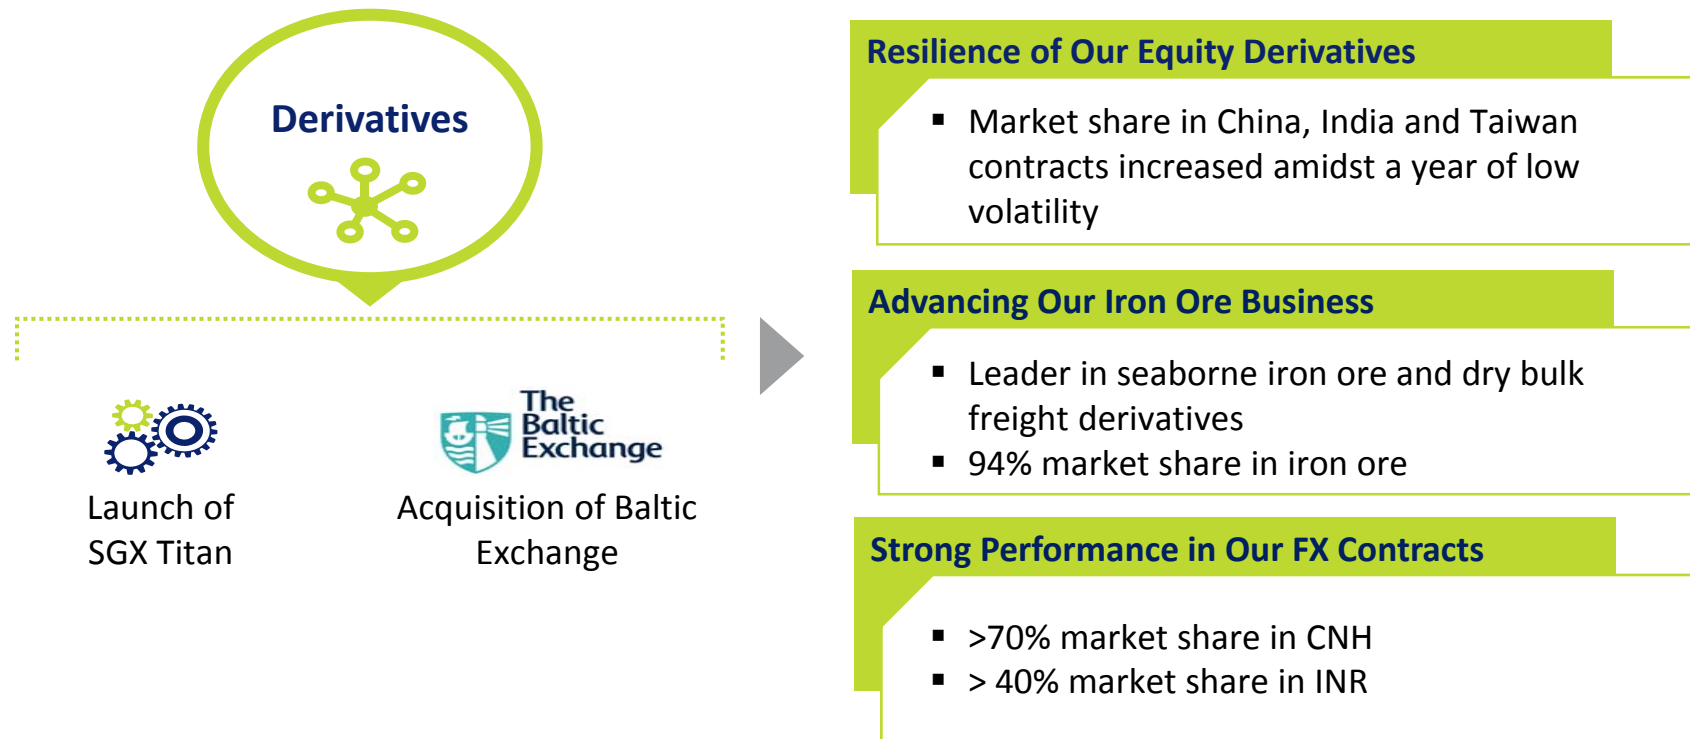 Derivatives
The
Baltic
Exchange
Launch of
SGX Titan
Acquisition of Baltic
Exchange
Resilience of Our Equity Derivatives
▪ Market share in China, India and Taiwan
contracts increased amidst a year of low
volatility
Advancing Our Iron Ore Business
▪ Leader in seaborne iron ore and dry bulk
freight derivatives
▪ 94% market share in iron ore
Strong Performance in Our FX Contracts
▪ >70% market share in CNH
▪ > 40% market share in INR